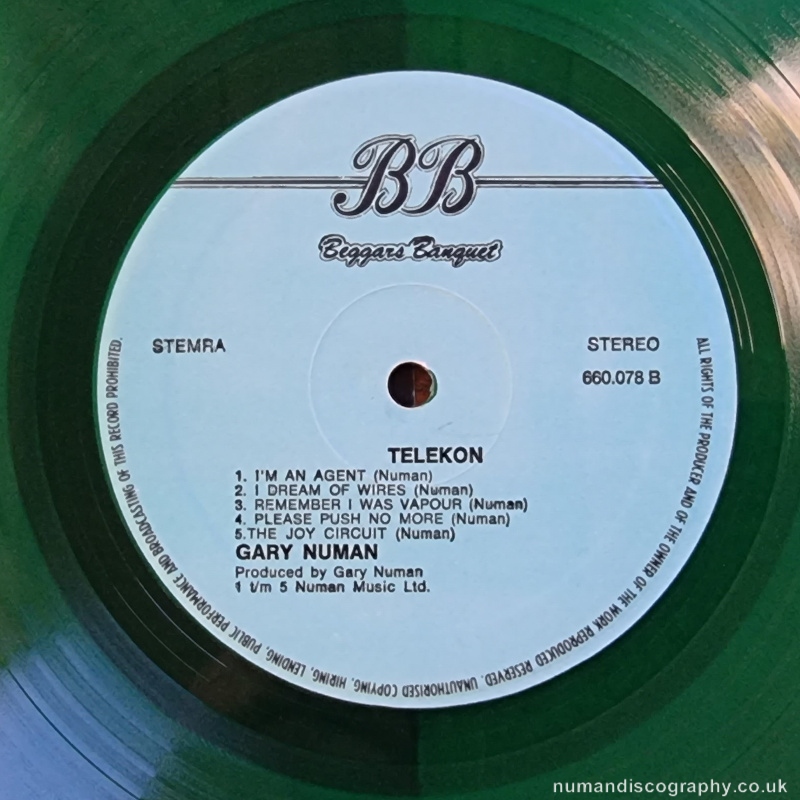 BB
Beggars Banquet
STEMRA
STEREO
660.078 B
TELEKON
1. I'M AN AGENT (Numan)
2. I DREAM OF WIRES (Numan)
3. REMEMBER I WAS VAPOUR (Numan)
4. PLEASE PUSH NO MORE (Numan)
5.THE JOY CIRCUIT (Numan)
GARY NUMAN
Produced by Gary Numan
1 t/m 5 Numan Music Ltd.
ALL RIGHTS OF THE PRODUCER AND OF THE OWNER OF THE WORK REPRODUCED RESERVED. UNAUTHORISED COPYING, HIRING, LENDING, PUBLIC PERFORMANCE AND BROADCASTING OF THIS RECORD PROHIBITED.
numandiscography.co.uk